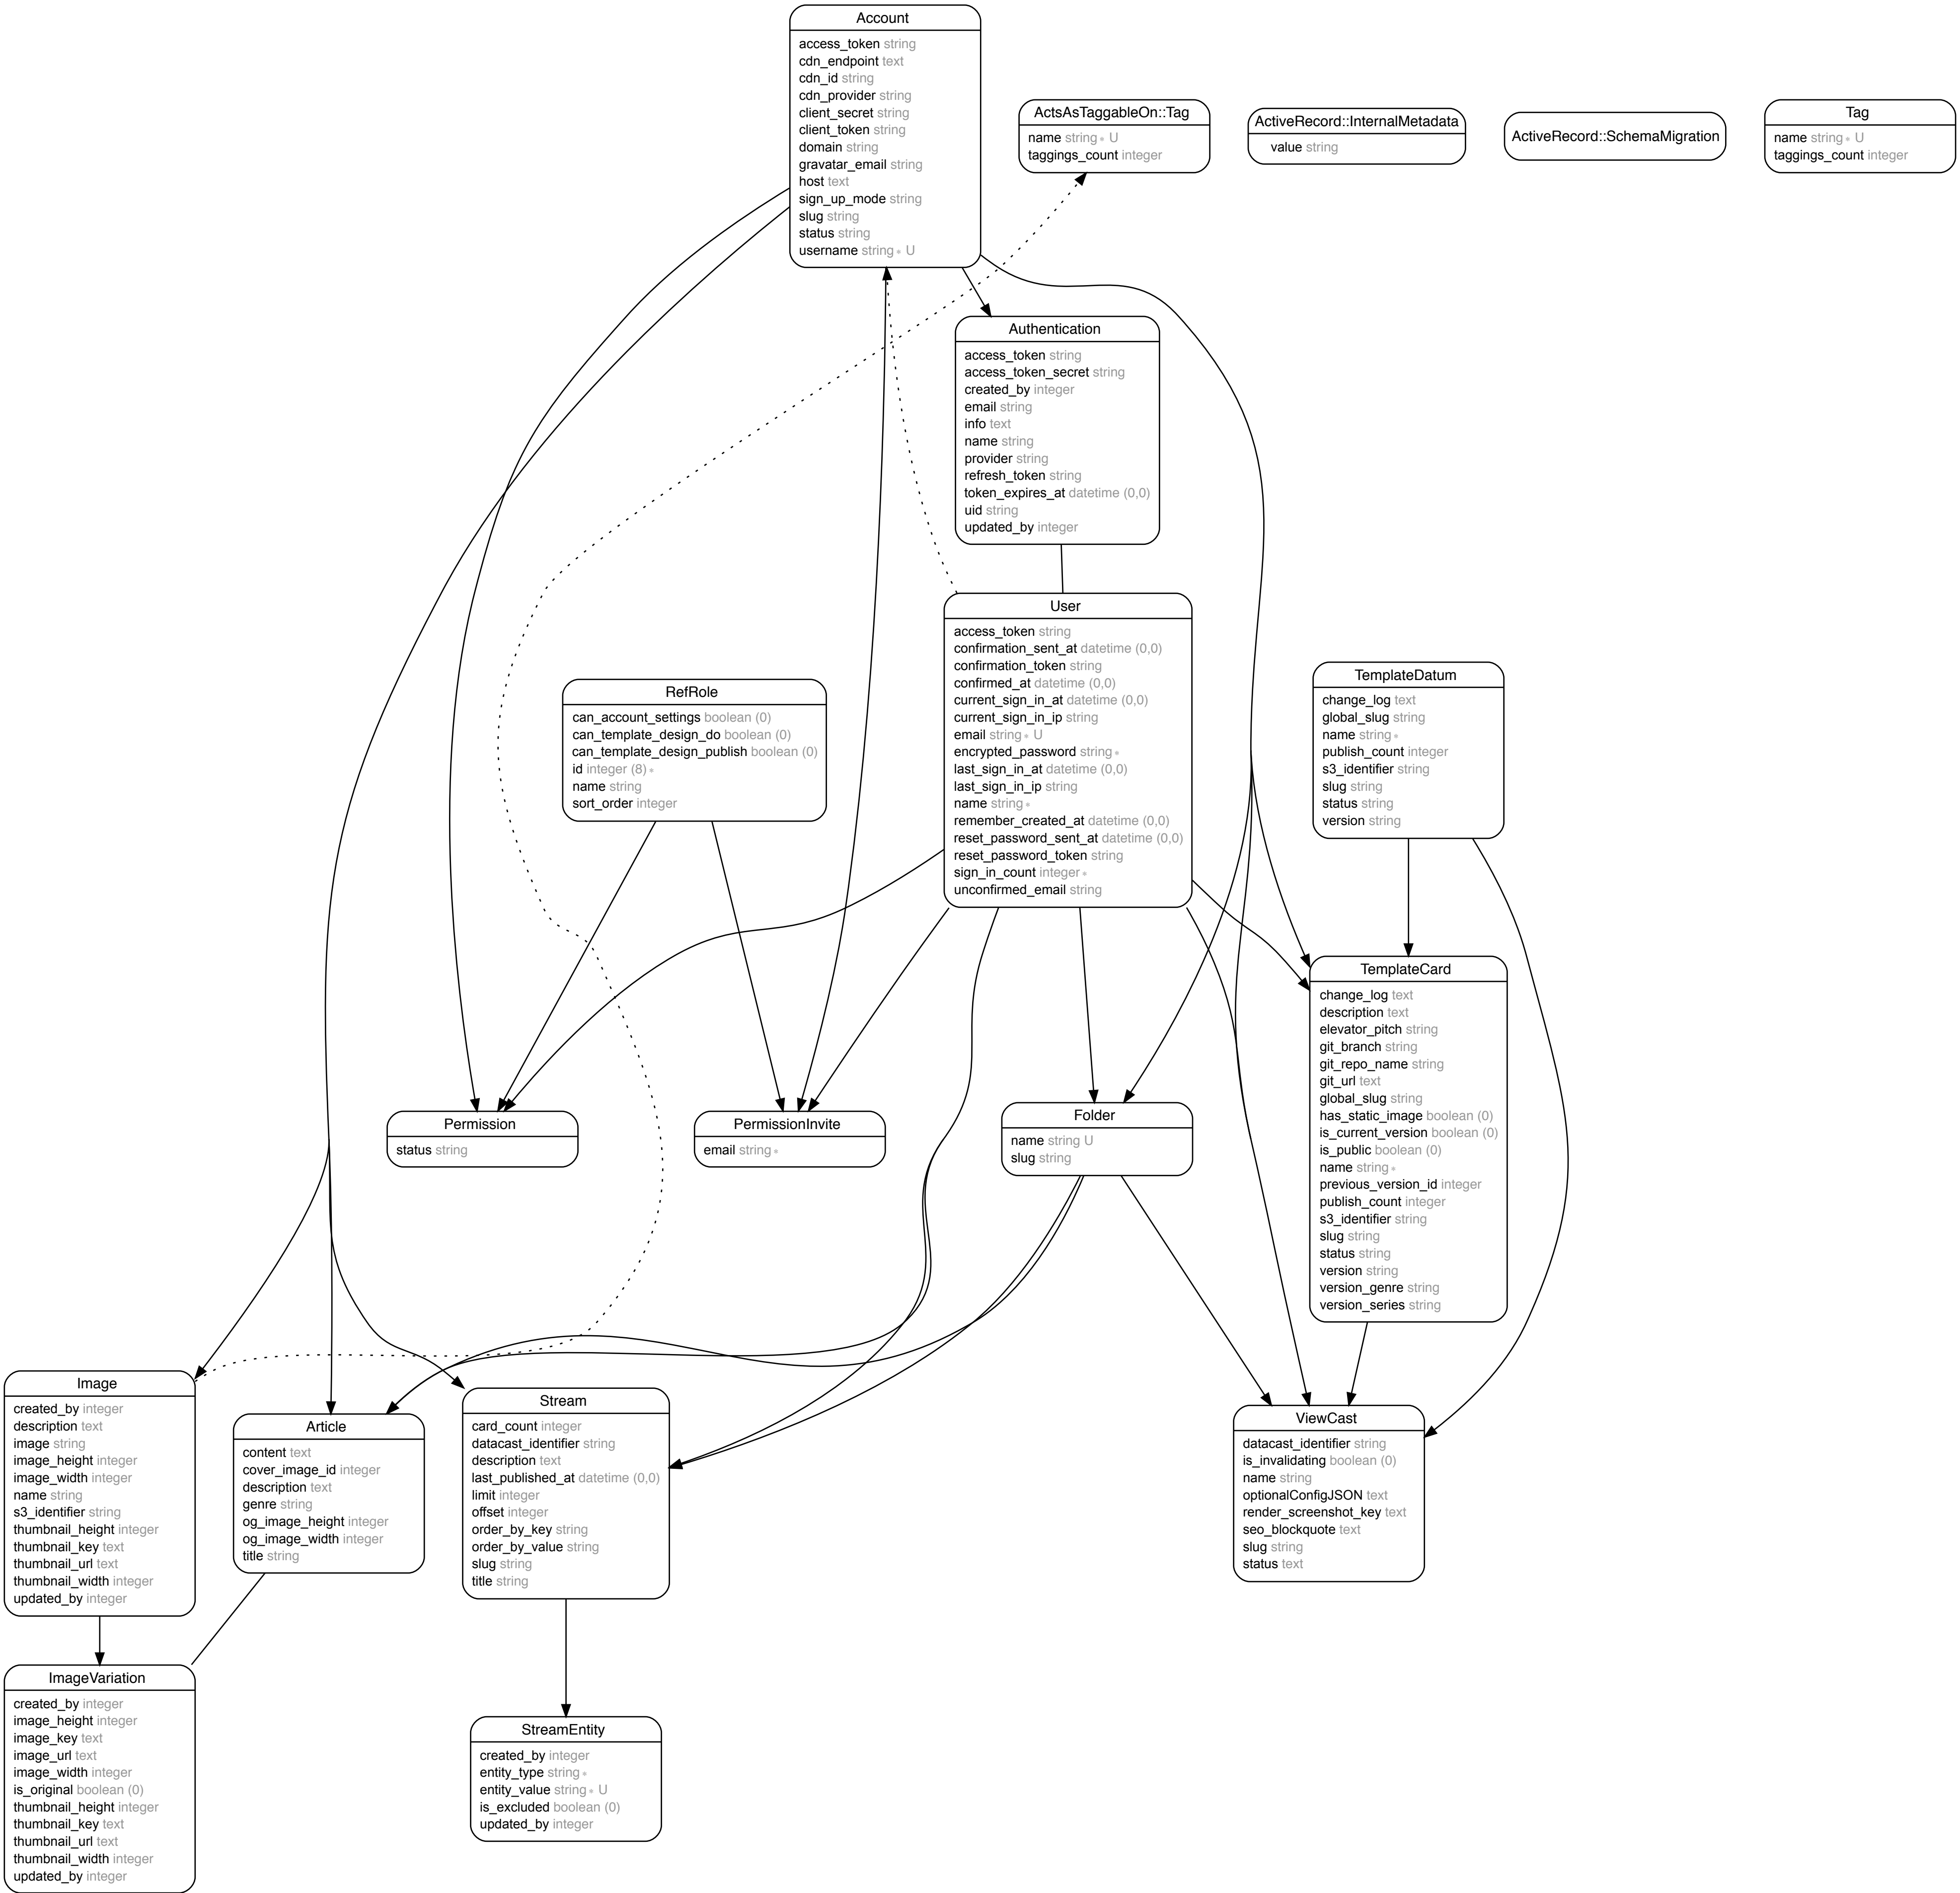 Account
access_token string
cdn_endpoint text
cdn_id string
cdn_provider string
client_secret string
client_token string
domain string
gravatar_email string
host text
sign_up_mode string
slug string
status string
username string∗ U
ActsAsTaggableOn::Tag
name string∗ U
taggings_count integer
ActiveRecord::InternalMetadata
value string
ActiveRecord::SchemaMigration
Tag
name string∗ U
taggings_count integer
Authentication
access_token string
access_token_secret string
created_by integer
email string
info text
name string
provider string
refresh_token string
token_expires_at datetime (0,0)
uid string
updated_by integer
User
access_token string
confirmation_sent_at datetime (0,0)
confirmation_token string
confirmed_at datetime (0,0)
current_sign_in_at datetime (0,0)
current_sign_in_ip string
email string∗ U
encrypted_password string∗
last_sign_in_at datetime (0,0)
last_sign_in_ip string
name string∗
remember_created_at datetime (0,0)
reset_password_sent_at datetime (0,0)
reset_password_token string
sign_in_count integer∗
unconfirmed_email string
RefRole
can_account_settings boolean (0)
can_template_design_do boolean (0)
can_template_design_publish boolean (0)
id integer (8)∗
name string
sort_order integer
TemplateDatum
change_log text
global_slug string
name string∗
publish_count integer
s3_identifier string
slug string
status string
version string
TemplateCard
change_log text
description text
elevator_pitch string
git_branch string
git_repo_name string
git_url text
global_slug string
has_static_image boolean (0)
is_current_version boolean (0)
is_public boolean (0)
name string∗
previous_version_id integer
publish_count integer
s3_identifier string
slug string
status string
version string
version_genre string
version_series string
Permission
status string
PermissionInvite
email string∗
Folder
name string U
slug string
Image
created_by integer
description text
image string
image_height integer
image_width integer
name string
s3_identifier string
thumbnail_height integer
thumbnail_key text
thumbnail_url text
thumbnail_width integer
updated_by integer
Article
content text
cover_image_id integer
description text
genre string
og_image_height integer
og_image_width integer
title string
Stream
card_count integer
datacast_identifier string
description text
last_published_at datetime (0,0)
limit integer
offset integer
order_by_key string
order_by_value string
slug string
title string
ViewCast
datacast_identifier string
is_invalidating boolean (0)
name string
optionalConfigJSON text
render_screenshot_key text
seo_blockquote text
slug string
status text
ImageVariation
created_by integer
image_height integer
image_key text
image_url text
image_width integer
is_original boolean (0)
thumbnail_height integer
thumbnail_key text
thumbnail_url text
thumbnail_width integer
updated_by integer
StreamEntity
created_by integer
entity_type string∗
entity_value string∗ U
is_excluded boolean (0)
updated_by integer